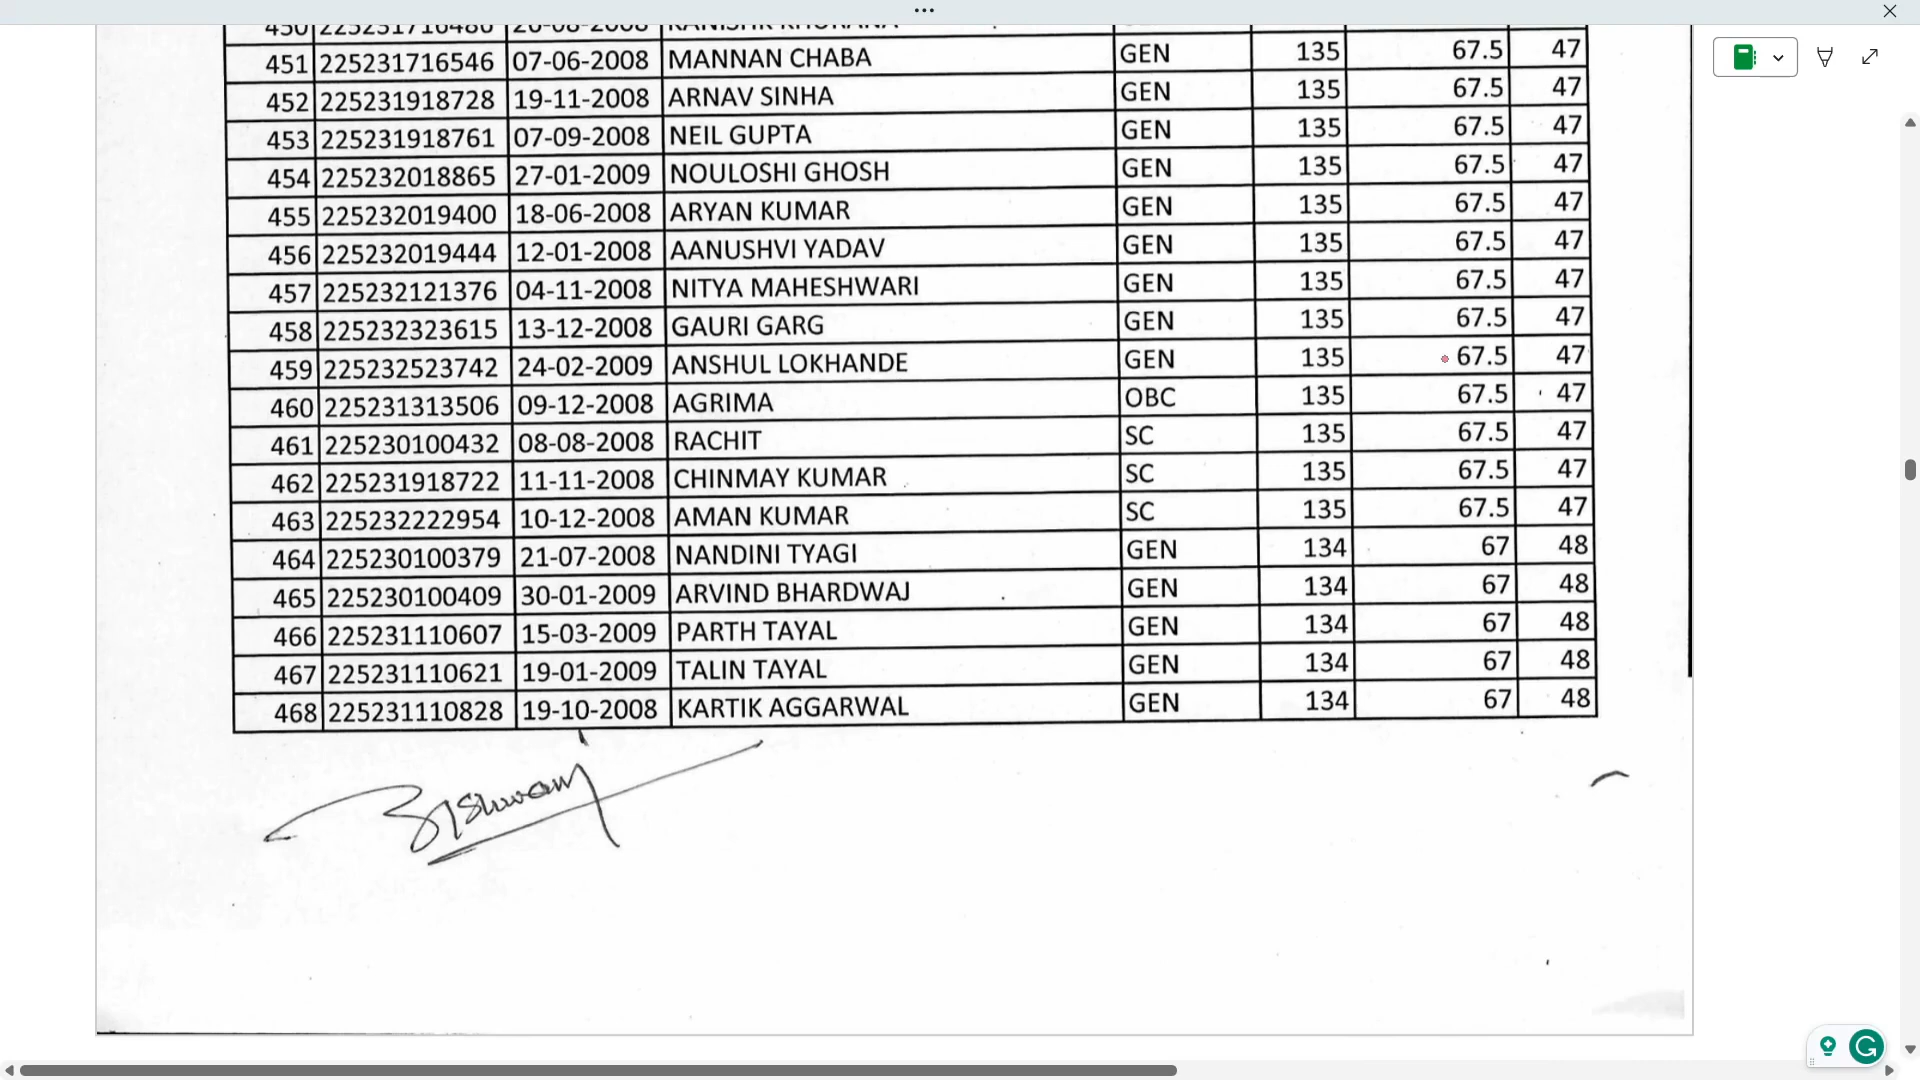 451 225231716546 07-06-2008 MANNAN CHABA GEN 135 67.5 47
452 225231918728 19-11-2008 ARNAV SINHA GEN 135 67.5 47
453 225231918761 07-09-2008 NEIL GUPTA GEN 135 67.5 47
454 225232018865 27-01-2009 NOULOSHI GHOSH GEN 135 67.5 47
455 225232019400 18-06-2008 ARYAN KUMAR GEN 135 67.5 47
456 225232019444 12-01-2008 AANUSHVI YADAV GEN 135 67.5 47
457 225232121376 04-11-2008 NITYA MAHESHWARI GEN 135 67.5 47
458 225232323615 13-12-2008 GAURI GARG GEN 135 67.5 47
459 225232523742 24-02-2009 ANSHUL LOKHANDE GEN 135 67.5 47
460 225231313506 09-12-2008 AGRIMA OBC 135 67.5 47
461 225230100432 08-08-2008 RACHIT SC 135 67.5 47
462 225231918722 11-11-2008 CHINMAY KUMAR SC 135 67.5 47
463 225232222954 10-12-2008 AMAN KUMAR SC 135 67.5 47
464 225230100379 21-07-2008 NANDINI TYAGI GEN 134 67 48
465 225230100409 30-01-2009 ARVIND BHARDWAJ GEN 134 67 48
466 225231110607 15-03-2009 PARTH TAYAL GEN 134 67 48
467 225231110621 19-01-2009 TALIN TAYAL GEN 134 67 48
468 225231110828 19-10-2008 KARTIK AGGARWAL GEN 134 67 48